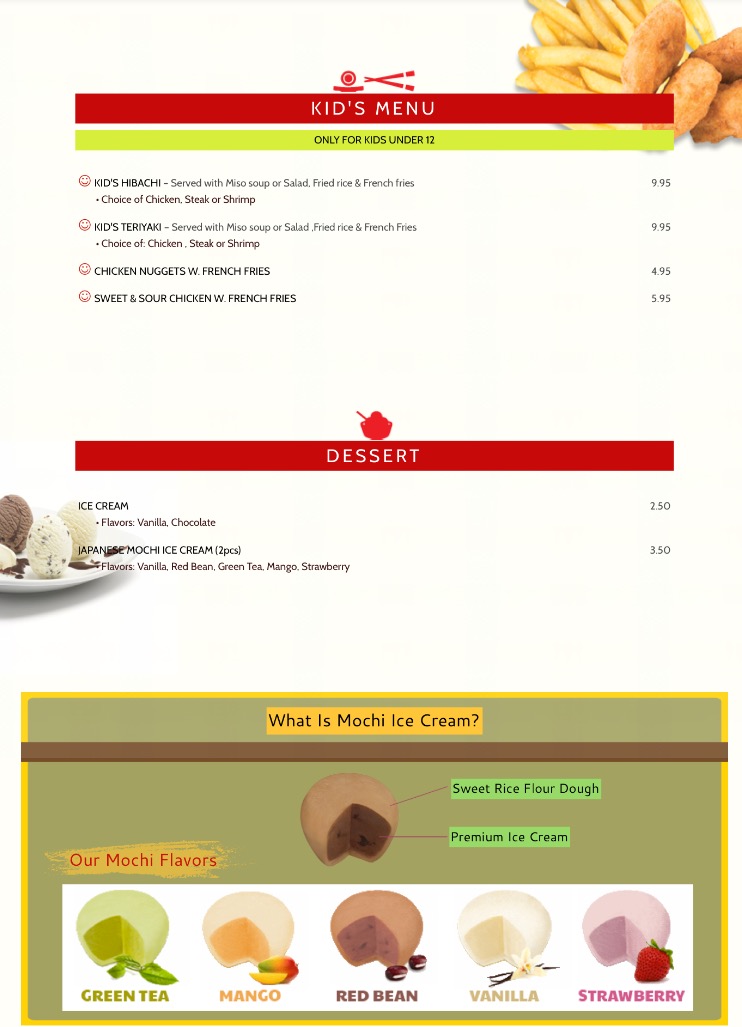 KID'S MENU
ONLY FOR KIDS UNDER 12
KID'S HIBACHI – Served with Miso soup or Salad, Fried rice & French fries 9.95
• Choice of Chicken, Steak or Shrimp
KID'S TERIYAKI – Served with Miso soup or Salad ,Fried rice & French Fries 9.95
• Choice of: Chicken , Steak or Shrimp
CHICKEN NUGGETS W. FRENCH FRIES 4.95
SWEET & SOUR CHICKEN W. FRENCH FRIES 5.95
DESSERT
ICE CREAM 2.50
• Flavors: Vanilla, Chocolate
JAPANESE MOCHI ICE CREAM (2pcs) 3.50
• Flavors: Vanilla, Red Bean, Green Tea, Mango, Strawberry
What Is Mochi Ice Cream?
Sweet Rice Flour Dough
Premium Ice Cream
Our Mochi Flavors
GREEN TEA MANGO RED BEAN VANILLA STRAWBERRY